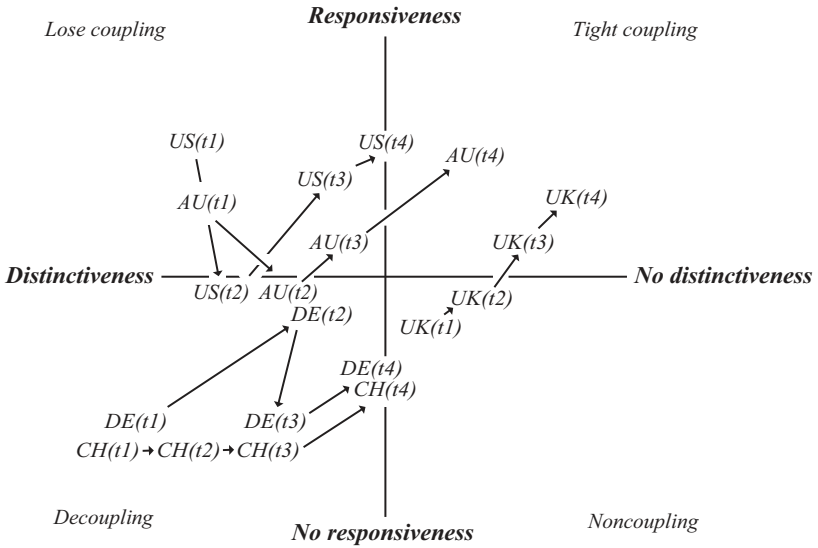 Responsiveness
Lose coupling
Tight coupling
US(t1)
US(t4)
AU(t4)
US(t3)
AU(t1)
UK(t4)
AU(t3)
UK(t3)
Distinctiveness
No distinctiveness
US(t2)
AU(t2)
UK(t2)
DE(t2)
UK(t1)
DE(t4)
CH(t4)
DE(t1)
DE(t3)
CH(t1)
CH(t2)
CH(t3)
Decoupling
No responsiveness
Noncoupling